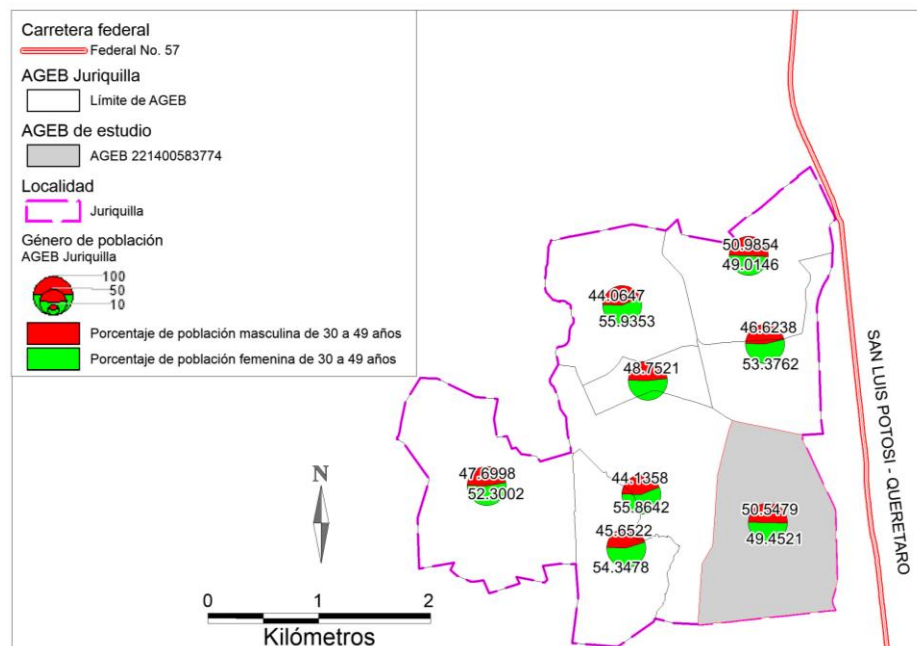 Carretera federal
Federal No. 57
AGEB Juriquilla
Límite de AGEB
AGEB de estudio
AGEB 221400583774
Localidad
Juriquilla
Género de población
AGEB Juriquilla
100
50
10
Porcentaje de población masculina de 30 a 49 años
Porcentaje de población femenina de 30 a 49 años
50.9854
49.0146
44.0647
55.9353
46.6238
53.3762
48.7521
47.6998
52.3002
44.1358
55.8642
45.6522
54.3478
50.5479
49.4521
SAN LUIS POTOSI - QUERETARO
N
0 1 2
Kilómetros